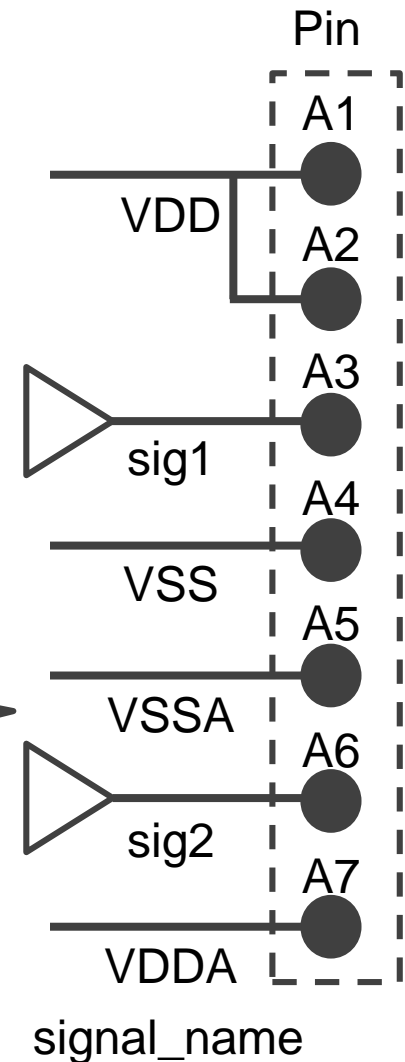 Pin
A1
VDD
A2
A3
sig1
A4
VSS
A5
VSSA
A6
sig2
A7
VDDA
signal_name